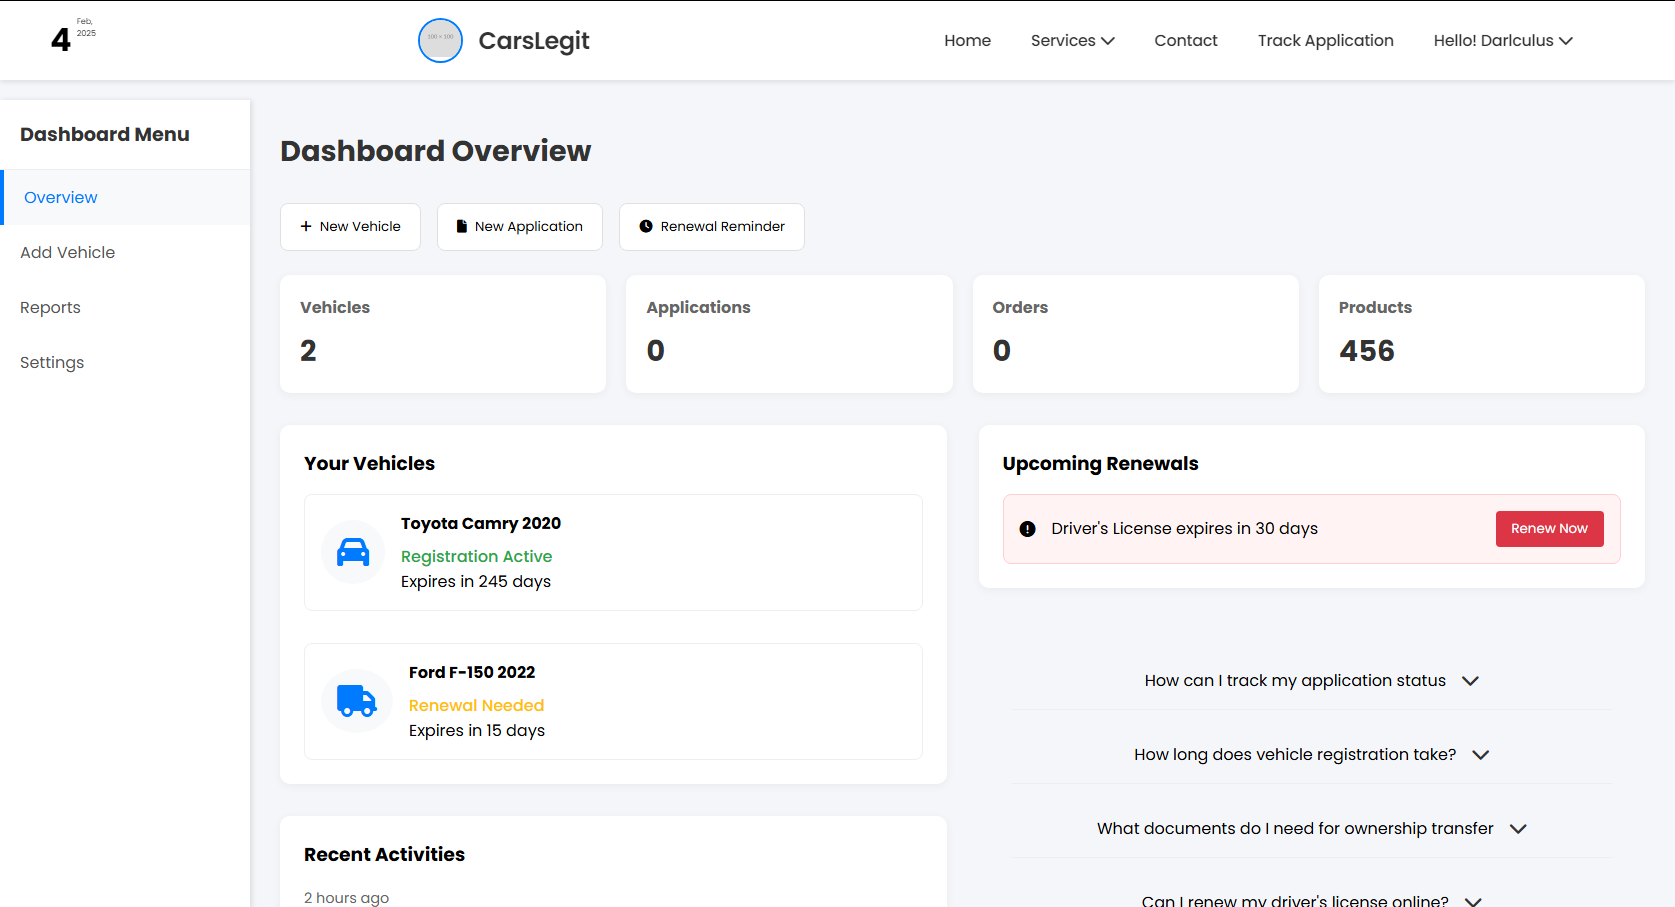 4
Feb,
2025
100 × 100
CarsLegit
Home
Services
Contact
Track Application
Hello! Darlculus
Dashboard Menu
Overview
Add Vehicle
Reports
Settings
Dashboard Overview
New Vehicle
New Application
Renewal Reminder
Vehicles
2
Applications
0
Orders
0
Products
456
Your Vehicles
Toyota Camry 2020
Registration Active
Expires in 245 days
Ford F-150 2022
Renewal Needed
Expires in 15 days
Recent Activities
2 hours ago
Upcoming Renewals
Driver's License expires in 30 days
Renew Now
How can I track my application status
How long does vehicle registration take?
What documents do I need for ownership transfer
Can I renew my driver's license online?